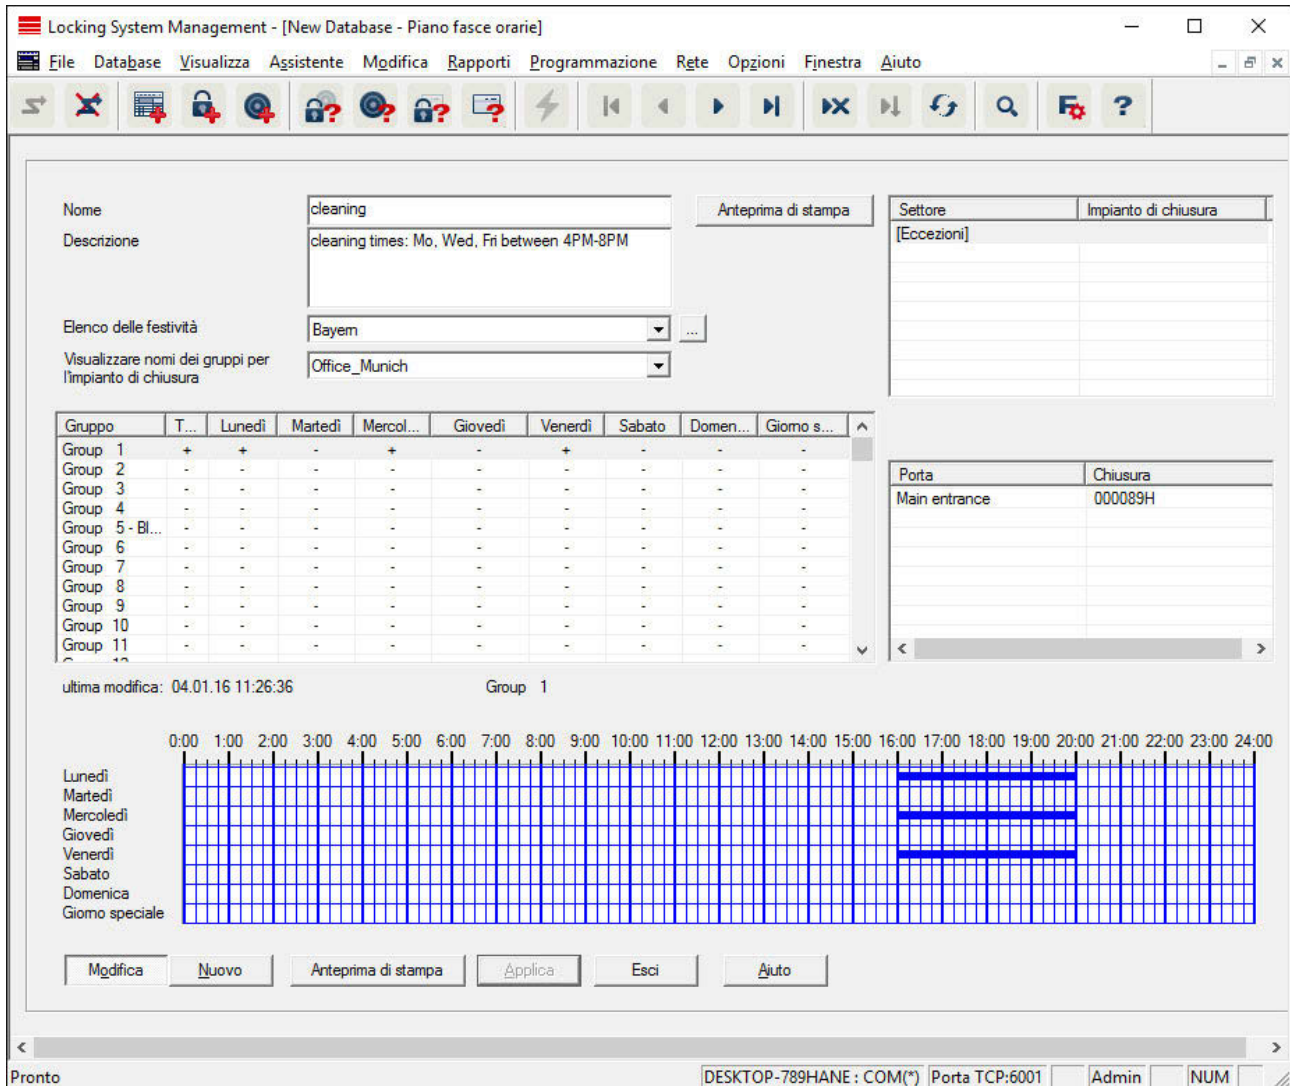 Locking System Management - [New Database - Piano fasce orarie]
File Database Visualizza Assistente Modifica Rapporti Programmazione Rete Opzioni Finestra Aiuto
Nome
cleaning
Anteprima di stampa
Settore Impianto di chiusura
Descrizione
cleaning times: Mo, Wed, Fri between 4PM-8PM
[Eccezioni]
Elenco delle festività
Bayern
...
Visualizzare nomi dei gruppi per
l'impianto di chiusura
Office_Munich
Gruppo T... Lunedì Martedì Mercol... Giovedì Venerdì Sabato Domen... Giorno s...
Group 1 + + - + - + - - -
Group 2 - - - - - - - - -
Group 3 - - - - - - - - -
Group 4 - - - - - - - - -
Group 5 - Bl... - - - - - - - - -
Group 6 - - - - - - - - -
Group 7 - - - - - - - - -
Group 8 - - - - - - - - -
Group 9 - - - - - - - - -
Group 10 - - - - - - - - -
Group 11 - - - - - - - - -
Porta Chiusura
Main entrance 000089H
ultima modifica: 04.01.16 11:26:36
Group 1
0:00 1:00 2:00 3:00 4:00 5:00 6:00 7:00 8:00 9:00 10:00 11:00 12:00 13:00 14:00 15:00 16:00 17:00 18:00 19:00 20:00 21:00 22:00 23:00 24:00
Lunedì
Martedì
Mercoledì
Giovedì
Venerdì
Sabato
Domenica
Giorno speciale
Modifica Nuovo Anteprima di stampa Applica Esci Aiuto
Pronto
DESKTOP-789HANE : COM(*) Porta TCP:6001 Admin NUM